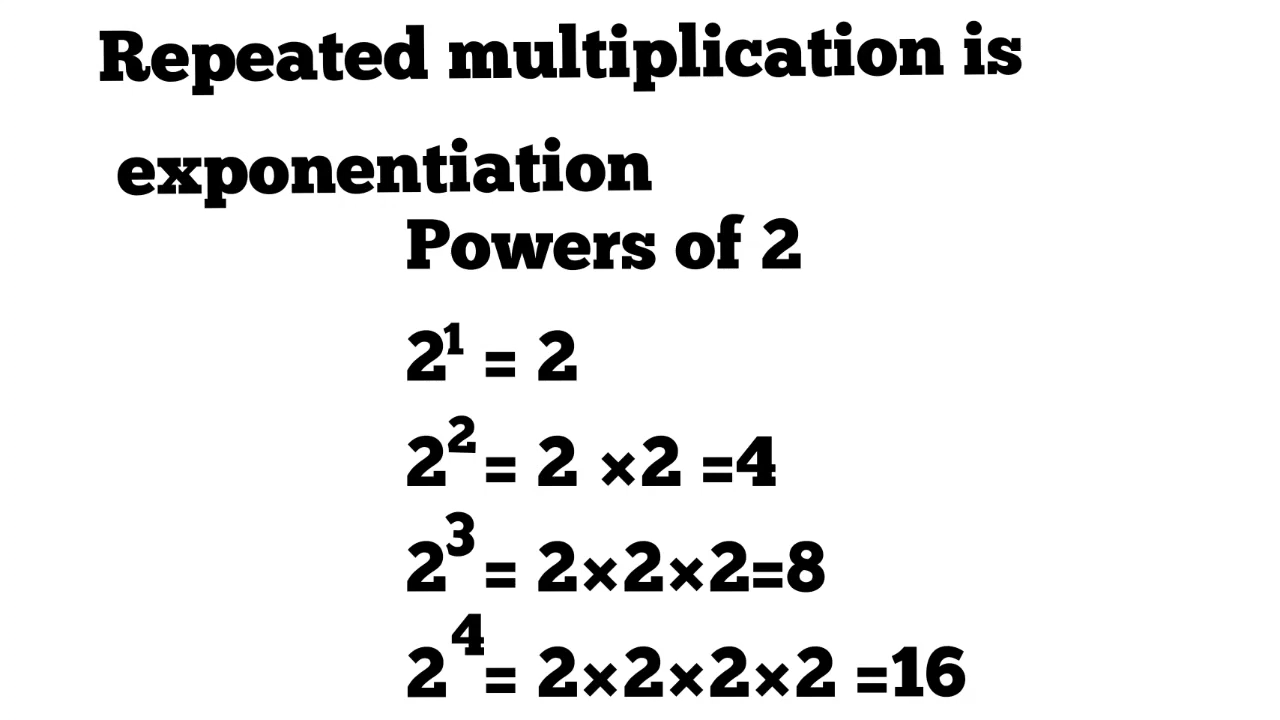 Repeated multiplication is
exponentiation
Powers of 2
2¹ = 2
2² = 2 ×2 =4
2³ = 2×2×2=8
2⁴ = 2×2×2×2 =16